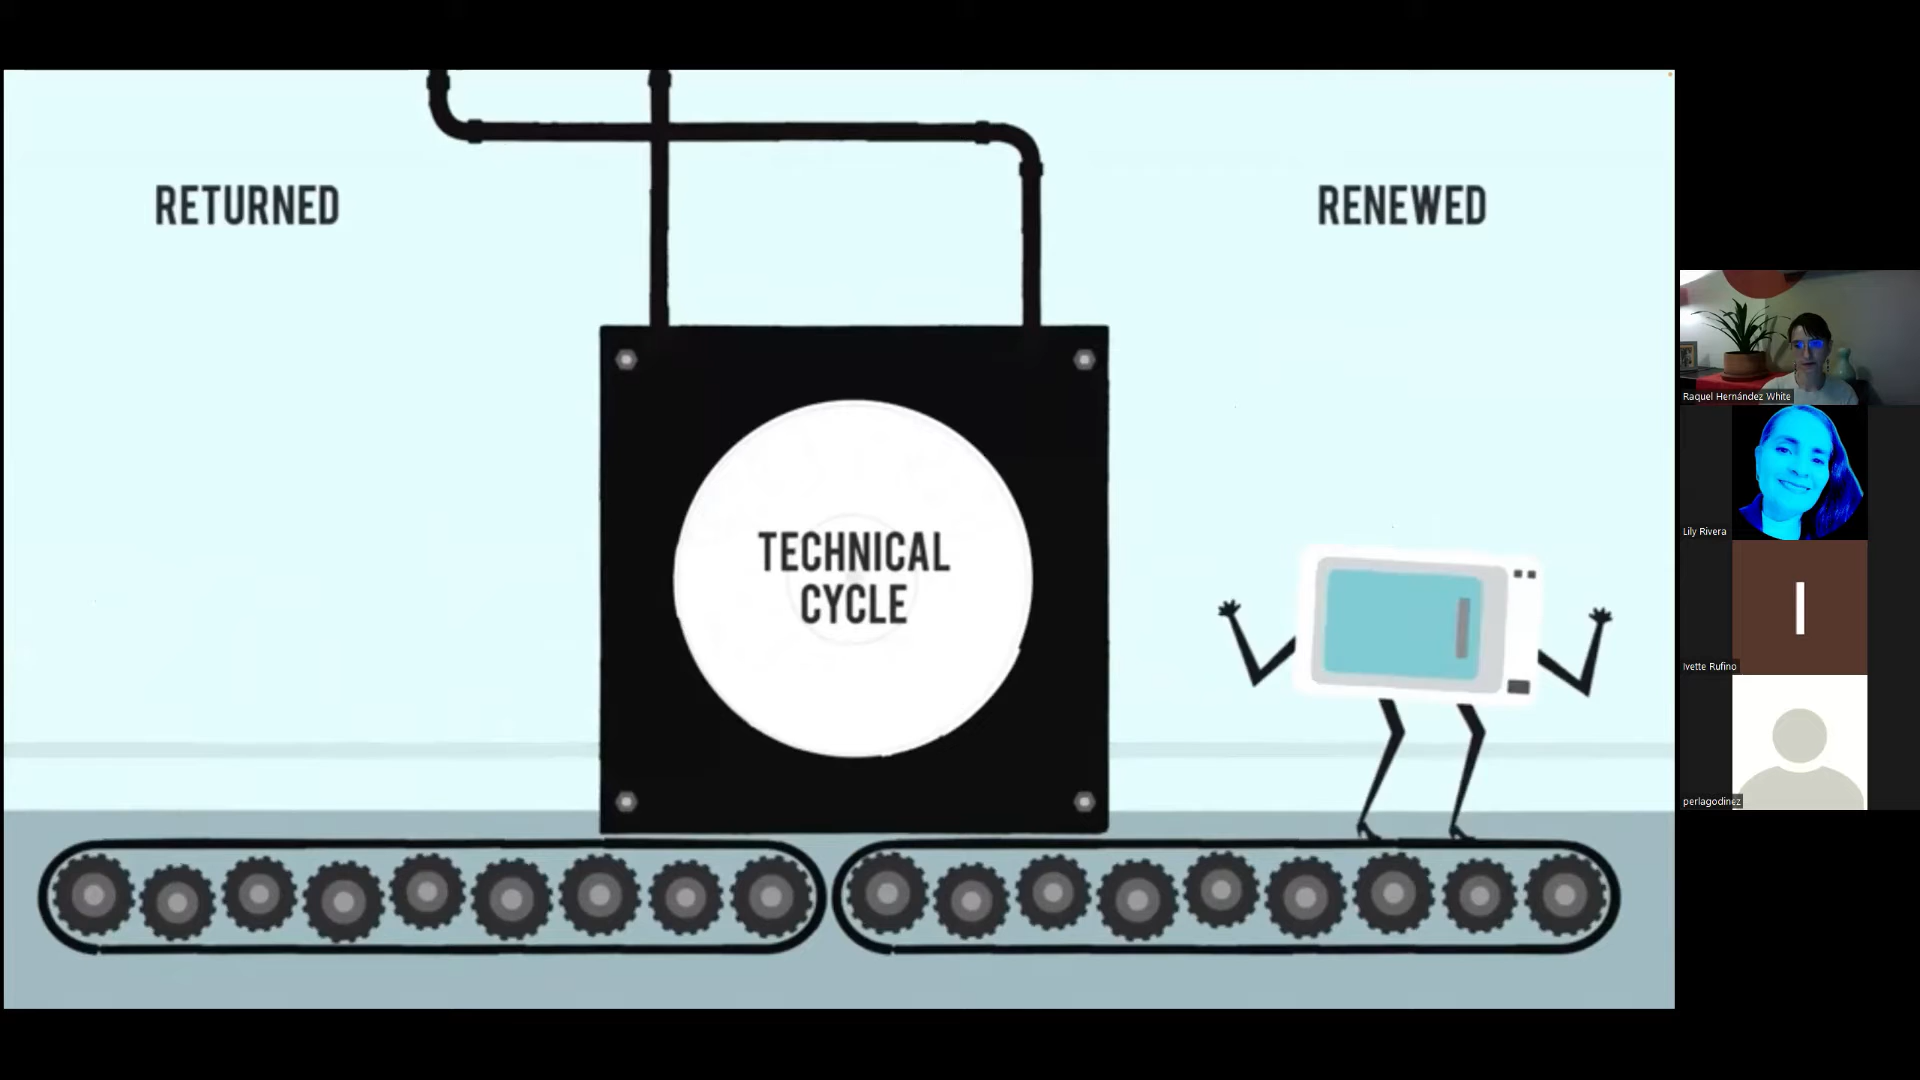 RETURNED
RENEWED
TECHNICAL
CYCLE
Raquel Hernández White
Lily Rivera
I
Ivette Rufino
perlagodinez